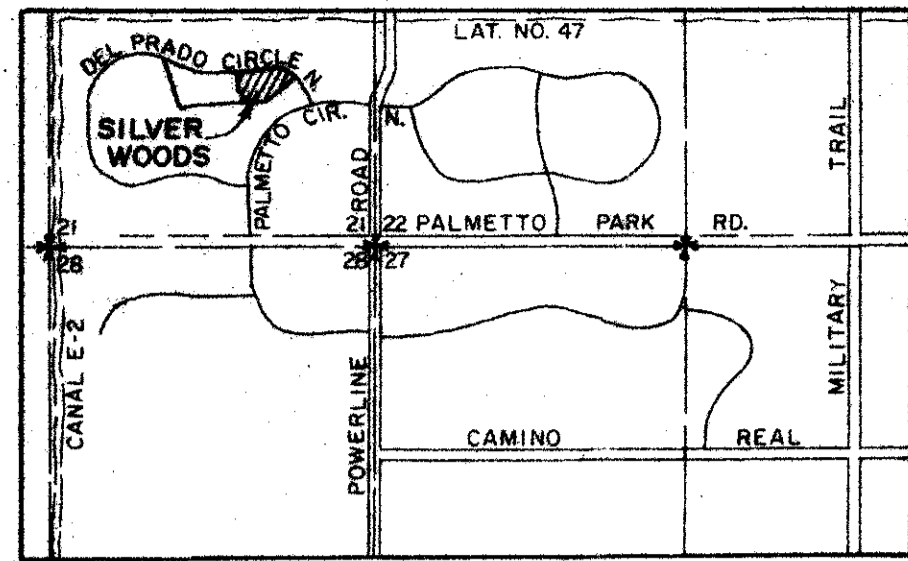 LAT. NO. 47
DEL PRADO CIRCLE N.
SILVER
WOODS
PALMETTO CIR. N.
ROAD
TRAIL
21
21 22 PALMETTO PARK RD.
28
28 27
CANAL E-2
POWERLINE
MILITARY
CAMINO REAL